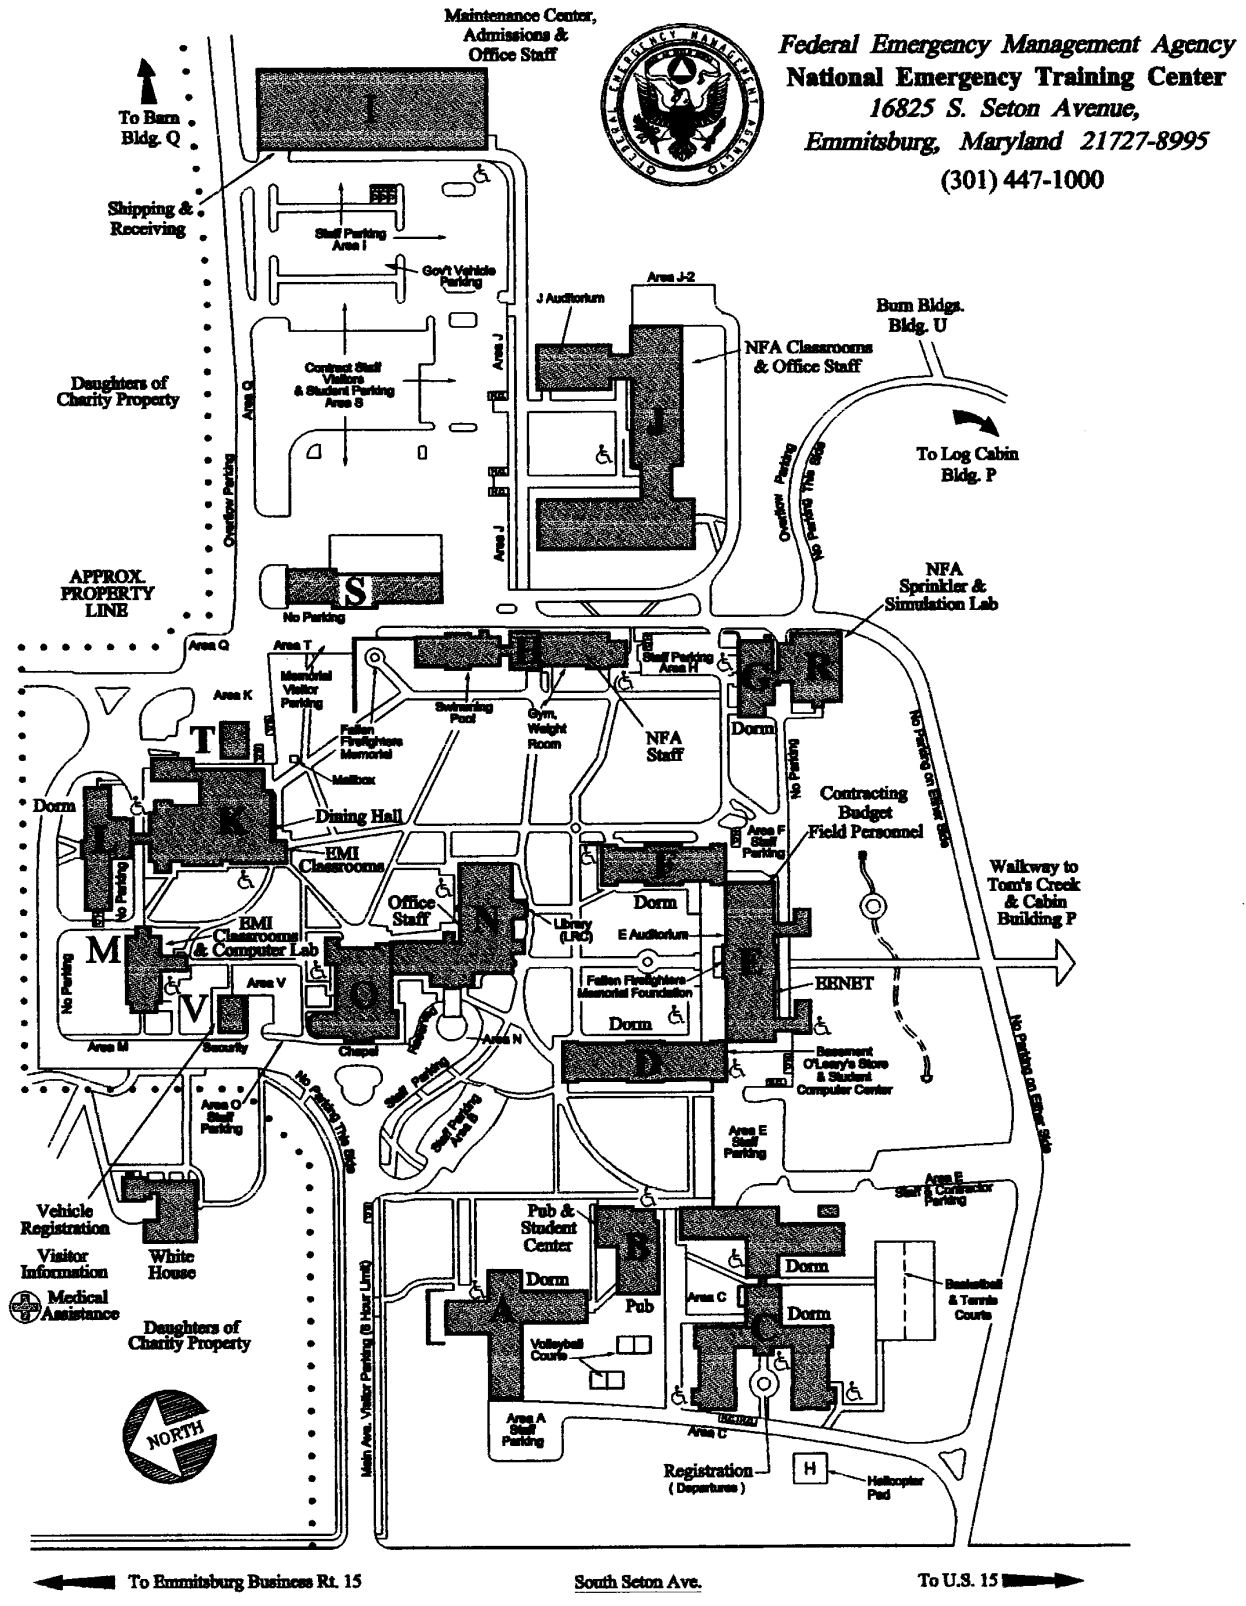 Maintenance Center,
Admissions &
Office Staff
FEDERAL EMERGENCY MANAGEMENT AGENCY
Federal Emergency Management Agency
National Emergency Training Center
16825 S. Seton Avenue,
Emmitsburg, Maryland 21727-8995
(301) 447-1000
To Barn
Bldg. Q
I
Shipping &
Receiving
Staff Parking
Area I
Gov't Vehicle
Parking
Area J-2
J Auditorium
Burn Bldgs.
Bldg. U
NFA Classrooms
& Office Staff
Area J
Contract Staff
Visitors
& Student Parking
Area S
Daughters of
Charity Property
Area Q
J
To Log Cabin
Bldg. P
Overflow Parking
No Parking This Side
Overflow Parking
Area J
APPROX.
PROPERTY
LINE
S
No Parking
NFA
Sprinkler &
Simulation Lab
Area Q
Area T
Memorial
Visitor
Parking
H
Staff Parking
Area H
G
R
Area K
Swimming
Pool
Gym,
Weight
Room
Dorm
T
Fallen
Firefighters
Memorial
NFA
Staff
No Parking on Either Side
No Parking
Mailbox
Dorm
L
K
Dining Hall
Contracting
Budget
Field Personnel
Area F
Staff
Parking
EMI
Classrooms
F
No Parking
Walkway to
Tom's Creek
& Cabin
Building P
Office
Staff
N
Dorm
Library
(LRC)
E Auditorium
M
EMI
Classrooms
& Computer Lab
No Parking
Area V
O
E
Fallen Firefighters
Memorial Foundation
EENET
V
Dorm
Area M
Security
Chapel
Reserved
Area N
D
Basement
O'Leary's Store
& Student
Computer Center
No Parking on Either Side
No Parking This Side
Area O
Staff
Parking
Staff Parking
Staff Parking
Area B
Area E
Staff
Parking
Area E
Staff & Contractor
Parking
Vehicle
Registration
Visitor
Information
Medical
Assistance
White
House
Pub &
Student
Center
B
Dorm
Dorm
A
Pub
Area C
Dorm
C
Basketball
& Tennis
Courts
Main Ave. Visitor Parking (8 Hour Limit)
Daughters of
Charity Property
Volleyball
Courts
NORTH
Area A
Staff
Parking
Area C
Registration
( Departures )
H
Helicopter
Pad
To Emmitsburg Business Rt. 15
South Seton Ave.
To U.S. 15